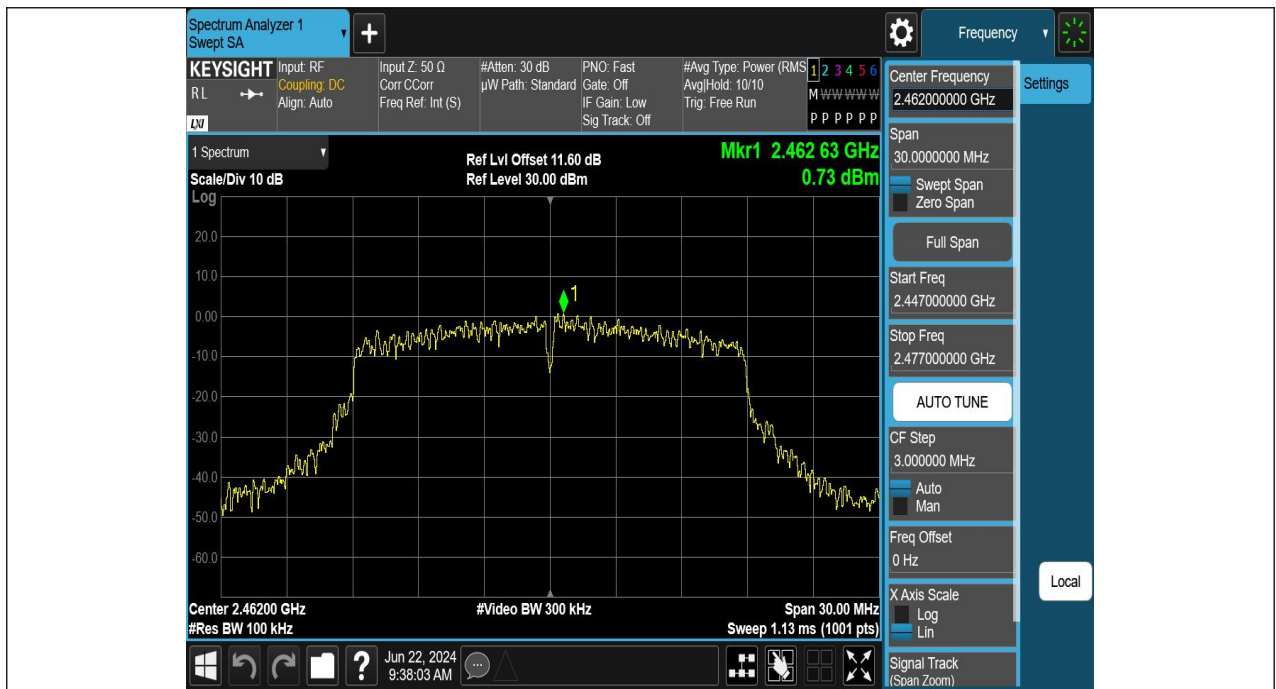 Spectrum Analyzer 1
Swept SA
+
Frequency
KEYSIGHT
RL
LXI
Input: RF
Coupling: DC
Align: Auto
Input Z: 50 Ω
Corr CCorr
Freq Ref: Int (S)
#Atten: 30 dB
µW Path: Standard
PNO: Fast
Gate: Off
IF Gain: Low
Sig Track: Off
#Avg Type: Power (RMS
Avg|Hold: 10/10
Trig: Free Run
1 2 3 4 5 6
M W W W W W
P P P P P P
1 Spectrum
Scale/Div 10 dB
Log
Ref Lvl Offset 11.60 dB
Ref Level 30.00 dBm
Mkr1 2.462 63 GHz
0.73 dBm
20.0
10.0
0.00
-10.0
-20.0
-30.0
-40.0
-50.0
-60.0
1
Center 2.46200 GHz
#Res BW 100 kHz
#Video BW 300 kHz
Span 30.00 MHz
Sweep 1.13 ms (1001 pts)
?
Jun 22, 2024
9:38:03 AM
Center Frequency
2.462000000 GHz
Span
30.0000000 MHz
Swept Span
Zero Span
Full Span
Start Freq
2.447000000 GHz
Stop Freq
2.477000000 GHz
AUTO TUNE
CF Step
3.000000 MHz
Auto
Man
Freq Offset
0 Hz
X Axis Scale
Log
Lin
Signal Track
(Span Zoom)
Settings
Local